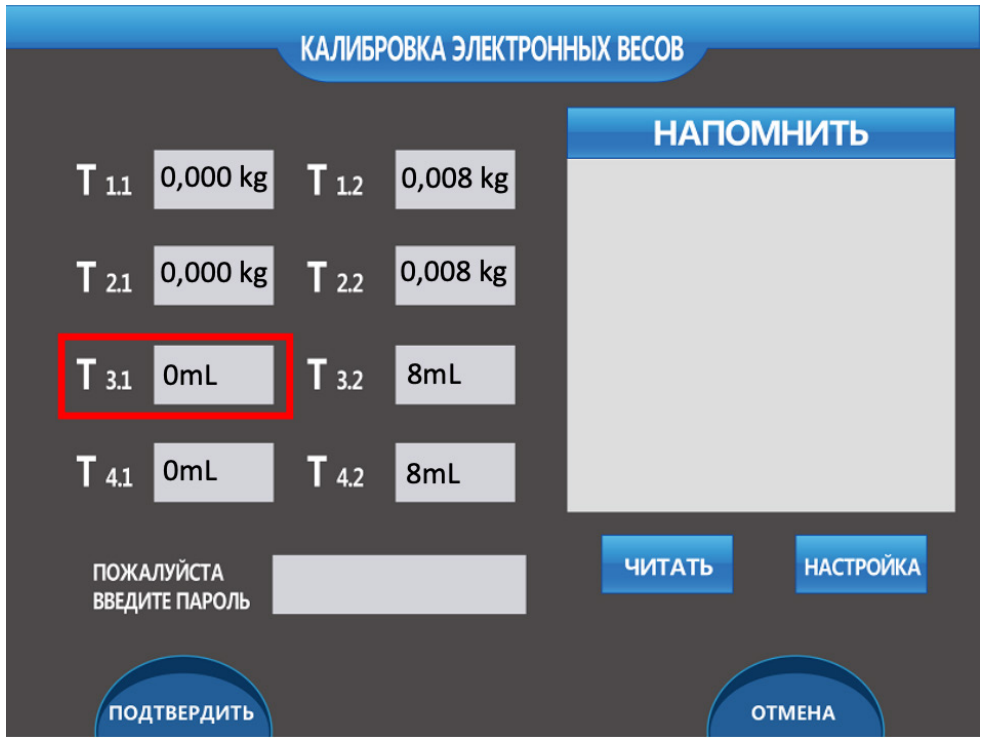 КАЛИБРОВКА ЭЛЕКТРОННЫХ ВЕСОВ
НАПОМНИТЬ
T 1.1 0,000 kg T 1.2 0,008 kg
T 2.1 0,000 kg T 2.2 0,008 kg
T 3.1 0mL T 3.2 8mL
T 4.1 0mL T 4.2 8mL
ПОЖАЛУЙСТА
ВВЕДИТЕ ПАРОЛЬ
ЧИТАТЬ НАСТРОЙКА
ПОДТВЕРДИТЬ ОТМЕНА